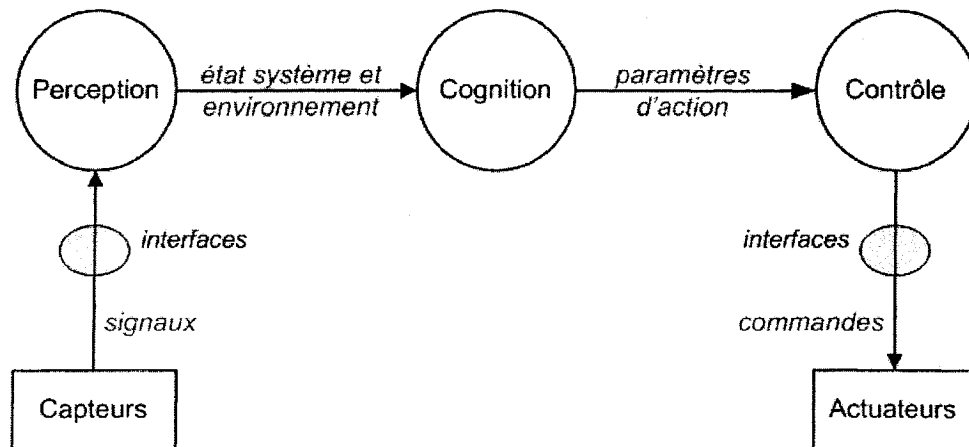 Perception
état système et
environnement
Cognition
paramètres
d'action
Contrôle
interfaces
interfaces
signaux
commandes
Capteurs
Actuateurs